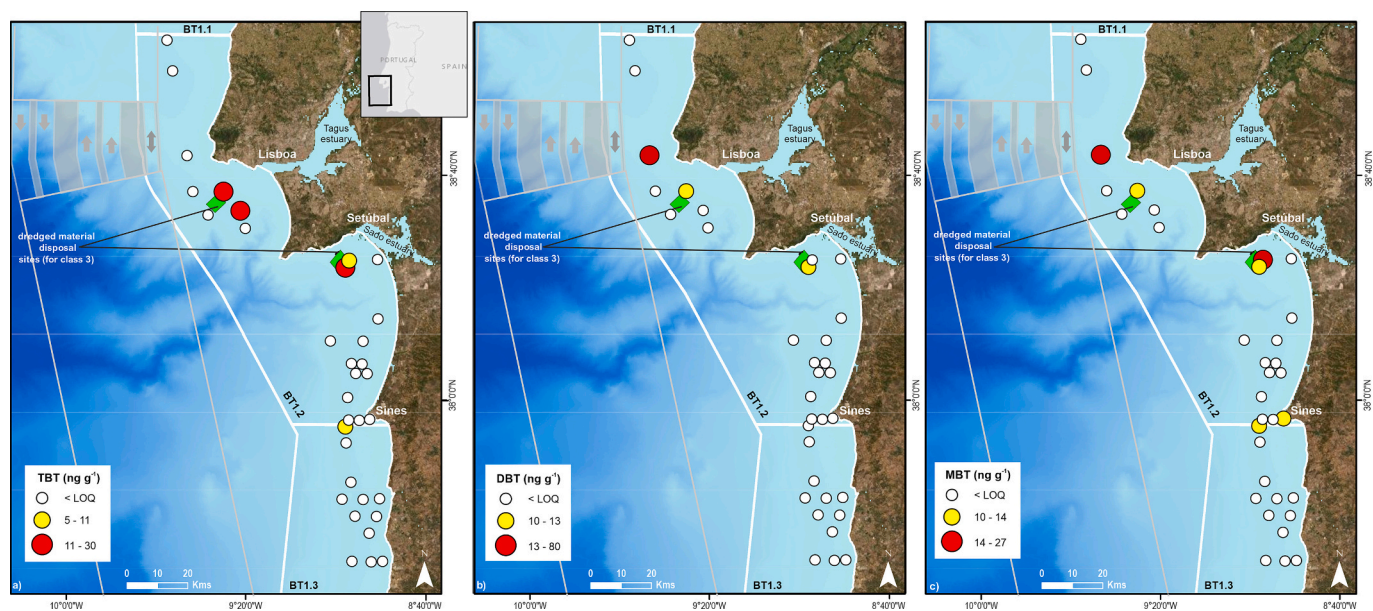 BT1.1
PORTUGAL
SPAIN
Tagus
estuary
Lisboa
Setúbal
Sado estuary
dredged material
disposal
sites (for class 3)
BT1.2
Sines
TBT (ng g⁻¹)
< LOQ
5 - 11
11 - 30
0 10 20
Kms
BT1.3
N
a)
10°0'0"W
9°20'0"W
8°40'0"W
38°40'0"N
38°0'0"N
BT1.1
Tagus
estuary
Lisboa
Setúbal
Sado estuary
dredged material
disposal
sites (for class 3)
BT1.2
Sines
DBT (ng g⁻¹)
< LOQ
10 - 13
13 - 80
0 10 20
Kms
BT1.3
N
b)
10°0'0"W
9°20'0"W
8°40'0"W
38°40'0"N
38°0'0"N
BT1.1
Tagus
estuary
Lisboa
Setúbal
Sado estuary
dredged material
disposal
sites (for class 3)
BT1.2
Sines
MBT (ng g⁻¹)
< LOQ
10 - 14
14 - 27
0 10 20
Kms
BT1.3
N
c)
10°0'0"W
9°20'0"W
8°40'0"W
38°40'0"N
38°0'0"N